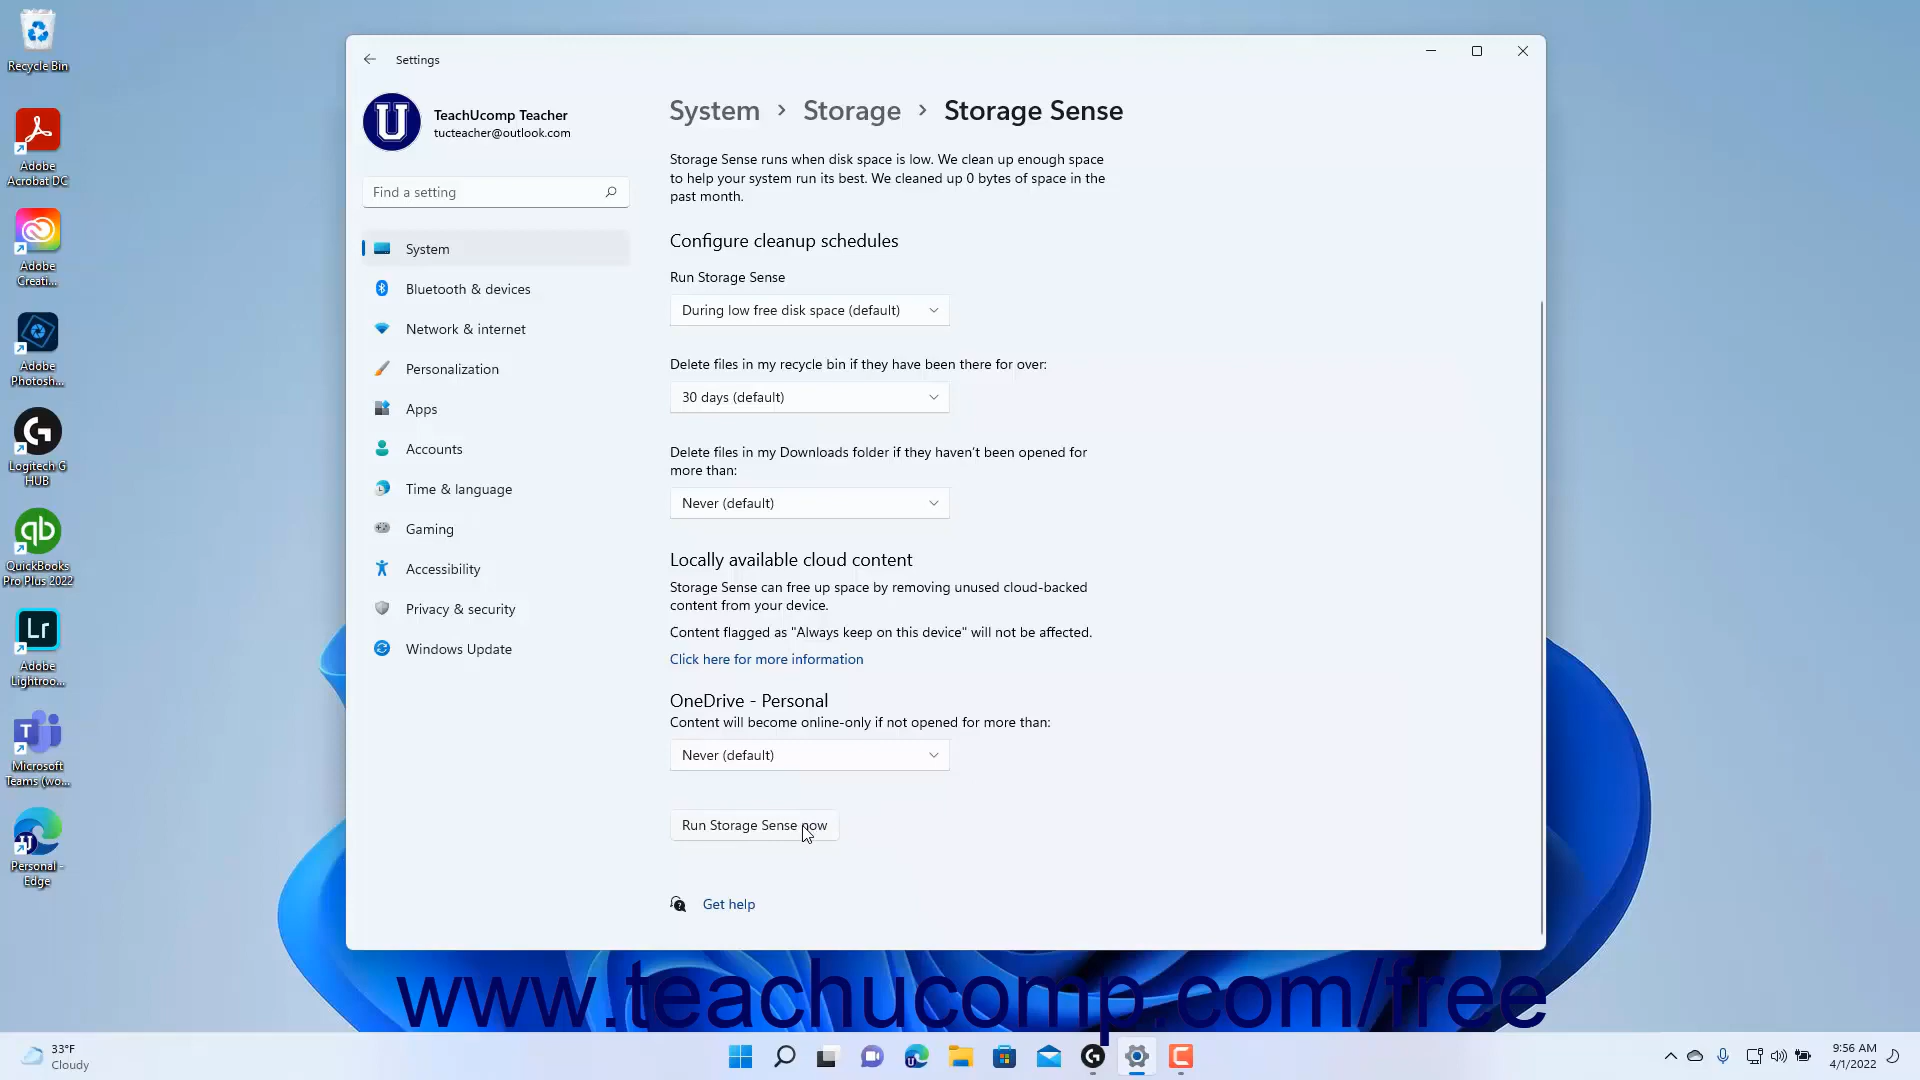 Recycle Bin
Adobe
Acrobat DC
Adobe
Creati...
Adobe
Photosh...
Logitech G
HUB
QuickBooks
Pro Plus 2022
Lr
Adobe
Lightroo...
Microsoft
Teams (wo...
Personal -
Edge
Settings
TeachUcomp Teacher
tucteacher@outlook.com
Find a setting
System
Bluetooth & devices
Network & internet
Personalization
Apps
Accounts
Time & language
Gaming
Accessibility
Privacy & security
Windows Update
System > Storage > Storage Sense
Storage Sense runs when disk space is low. We clean up enough space
to help your system run its best. We cleaned up 0 bytes of space in the
past month.
Configure cleanup schedules
Run Storage Sense
During low free disk space (default)
Delete files in my recycle bin if they have been there for over:
30 days (default)
Delete files in my Downloads folder if they haven't been opened for
more than:
Never (default)
Locally available cloud content
Storage Sense can free up space by removing unused cloud-backed
content from your device.
Content flagged as "Always keep on this device" will not be affected.
Click here for more information
OneDrive - Personal
Content will become online-only if not opened for more than:
Never (default)
Run Storage Sense now
Get help
www.teachucomp.com/free
33°F
Cloudy
9:56 AM
4/1/2022